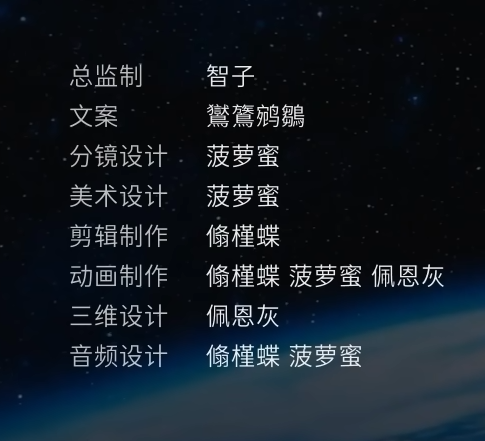 总监制 智子
文案 鸑鷟鹓鶵
分镜设计 菠萝蜜
美术设计 菠萝蜜
剪辑制作 翛槿蝶
动画制作 翛槿蝶 菠萝蜜 佩恩灰
三维设计 佩恩灰
音频设计 翛槿蝶 菠萝蜜